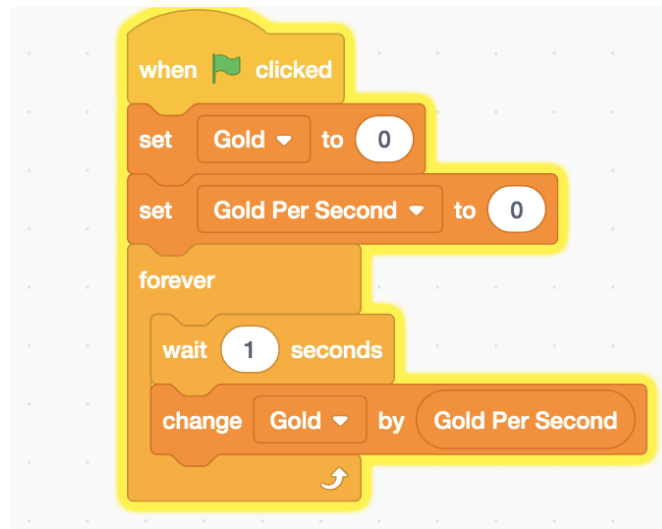 when clicked
set Gold to 0
set Gold Per Second to 0
forever
wait 1 seconds
change Gold by Gold Per Second